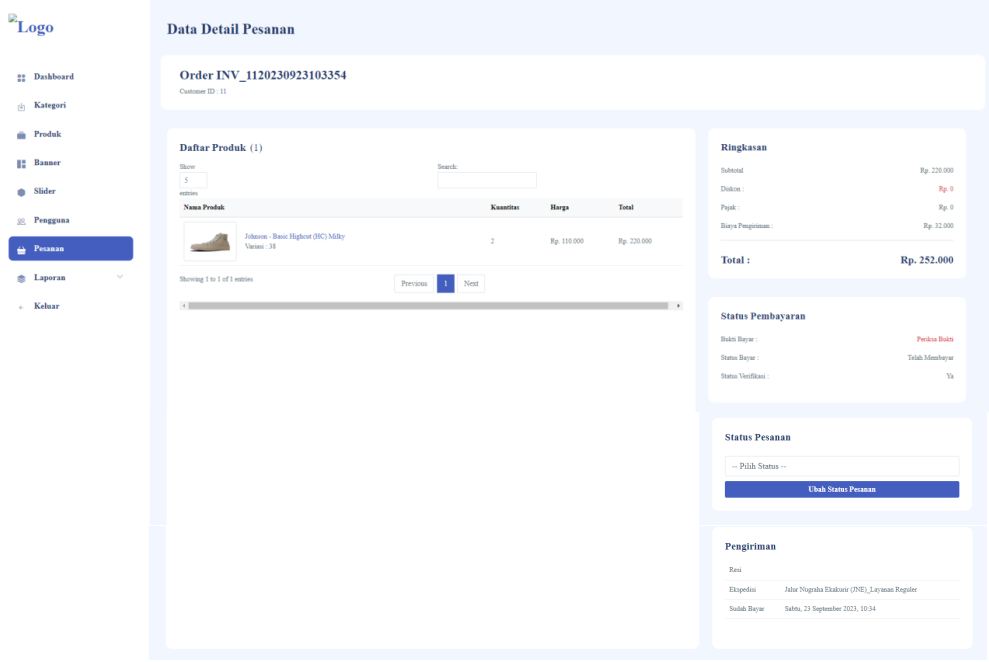 Logo
Dashboard
Kategori
Produk
Banner
Slider
Pengguna
Pesanan
Laporan
Keluar
Data Detail Pesanan
Order INV_1120230923103354
Customer ID : 11
Daftar Produk (1)
Show
5
entries
Search:
Nama Produk Kuantitas Harga Total
Johnson - Basic Highcut (HC) Milky
Variasi : 38
2 Rp. 110.000 Rp. 220.000
Showing 1 to 1 of 1 entries
Previous 1 Next
Ringkasan
Subtotal Rp. 220.000
Diskon : Rp. 0
Pajak : Rp. 0
Biaya Pengiriman : Rp. 32.000
Total : Rp. 252.000
Status Pembayaran
Bukti Bayar : Periksa Bukti
Status Bayar : Telah Membayar
Status Verifikasi : Ya
Status Pesanan
-- Pilih Status --
Ubah Status Pesanan
Pengiriman
Resi
Ekspedisi Jalur Nugraha Ekakurir (JNE)_Layanan Reguler
Sudah Bayar Sabtu, 23 September 2023, 10:34